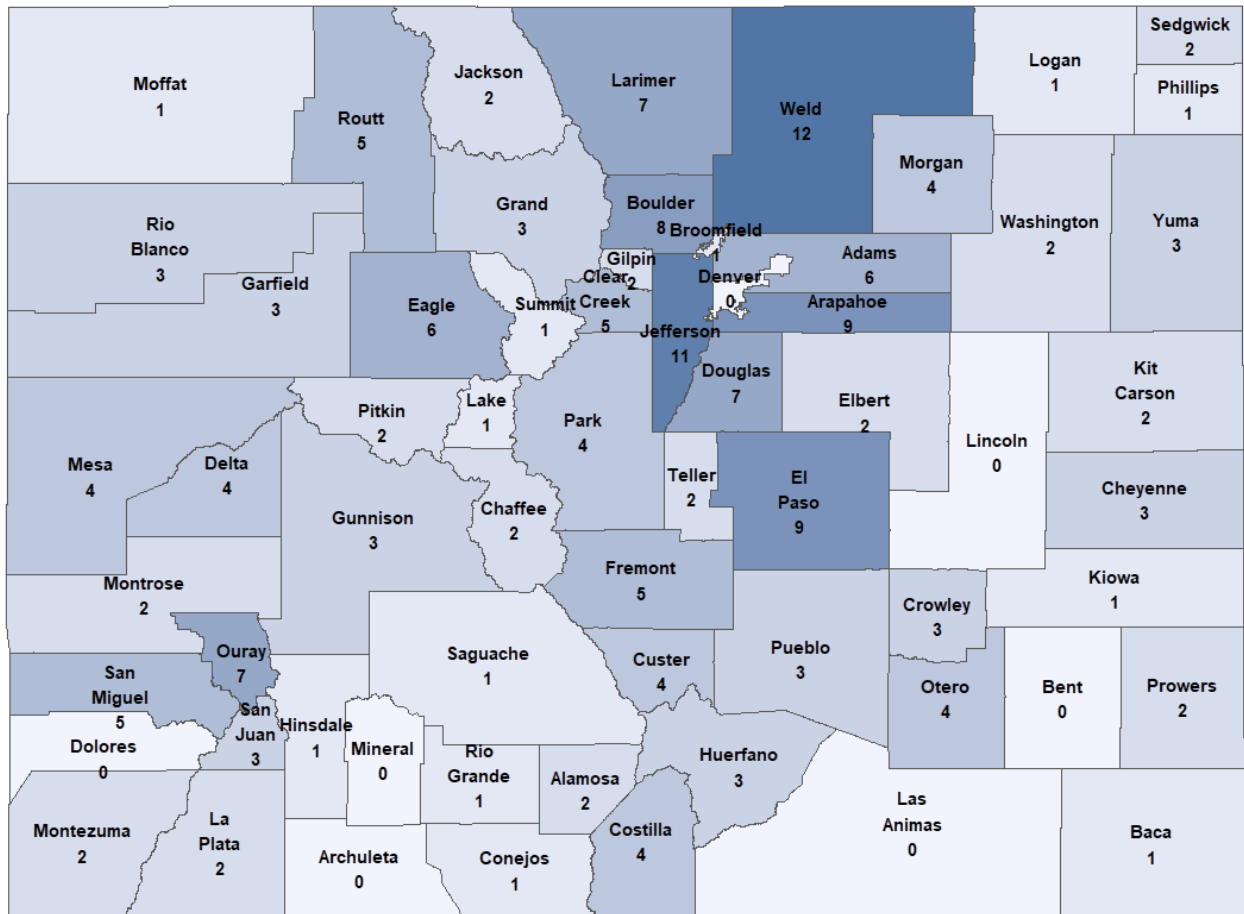 Moffat
1
Routt
5
Jackson
2
Larimer
7
Weld
12
Logan
1
Sedgwick
2
Phillips
1
Morgan
4
Rio
Blanco
3
Garfield
3
Grand
3
Boulder
8
Broomfield
1
Washington
2
Yuma
3
Eagle
6
Summit
1
Gilpin
2
Clear
Creek
5
Jefferson
11
Denver
0
Adams
6
Arapahoe
9
Mesa
4
Delta
4
Pitkin
2
Lake
1
Park
4
Douglas
7
Elbert
2
Lincoln
0
Kit
Carson
2
Gunnison
3
Chaffee
2
Teller
2
El
Paso
9
Cheyenne
3
Montrose
2
Fremont
5
Crowley
3
Kiowa
1
Ouray
7
San
Miguel
5
San
Juan
3
Hinsdale
1
Saguache
1
Custer
4
Pueblo
3
Otero
4
Bent
0
Prowers
2
Dolores
0
Mineral
0
Rio
Grande
1
Alamosa
2
Huerfano
3
Montezuma
2
La
Plata
2
Archuleta
0
Conejos
1
Costilla
4
Las
Animas
0
Baca
1